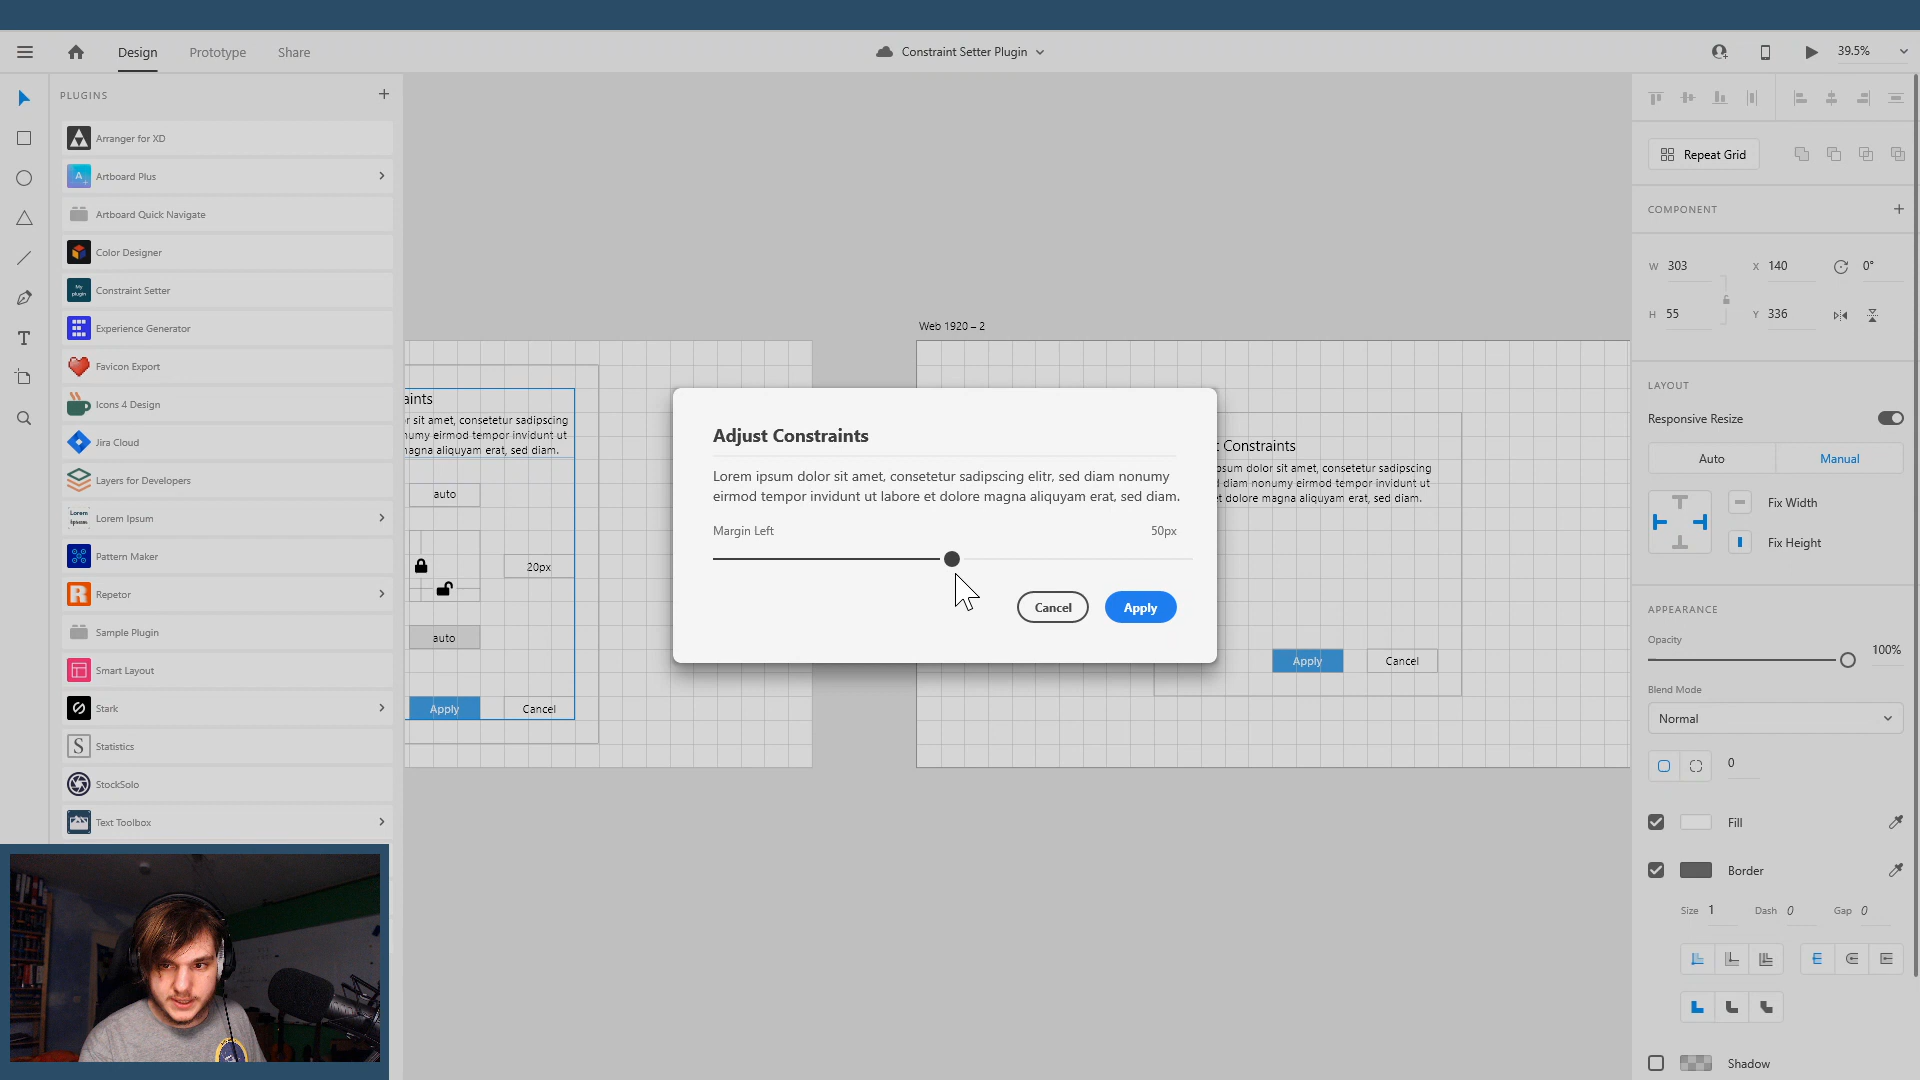 Design
Prototype
Share
Constraint Setter Plugin
39.5%
PLUGINS
Arranger for XD
Artboard Plus
Artboard Quick Navigate
Color Designer
My plugin
Constraint Setter
Experience Generator
Favicon Export
Icons 4 Design
Jira Cloud
Layers for Developers
Lorem Ipsum
Lorem Ipsum
Pattern Maker
Repetor
Sample Plugin
Smart Layout
Stark
Statistics
StockSolo
Text Toolbox
aints
r sit amet, consetetur sadipscing
numy eirmod tempor invidunt ut
nagna aliquyam erat, sed diam.
auto
20px
auto
Apply
Cancel
Web 1920 – 2
Adjust Constraints
Lorem ipsum dolor sit amet, consetetur sadipscing elitr, sed diam nonumy
eirmod tempor invidunt ut labore et dolore magna aliquyam erat, sed diam.
Margin Left
50px
Cancel
Apply
t Constraints
psum dolor sit amet, consetetur sadipscing
d diam nonumy eirmod tempor invidunt ut
et dolore magna aliquyam erat, sed diam.
Apply
Cancel
Repeat Grid
COMPONENT
W 303
X 140
0°
H 55
Y 336
LAYOUT
Responsive Resize
Auto
Manual
Fix Width
Fix Height
APPEARANCE
Opacity
100%
Blend Mode
Normal
0
Fill
Border
Size 1
Dash 0
Gap 0
Shadow